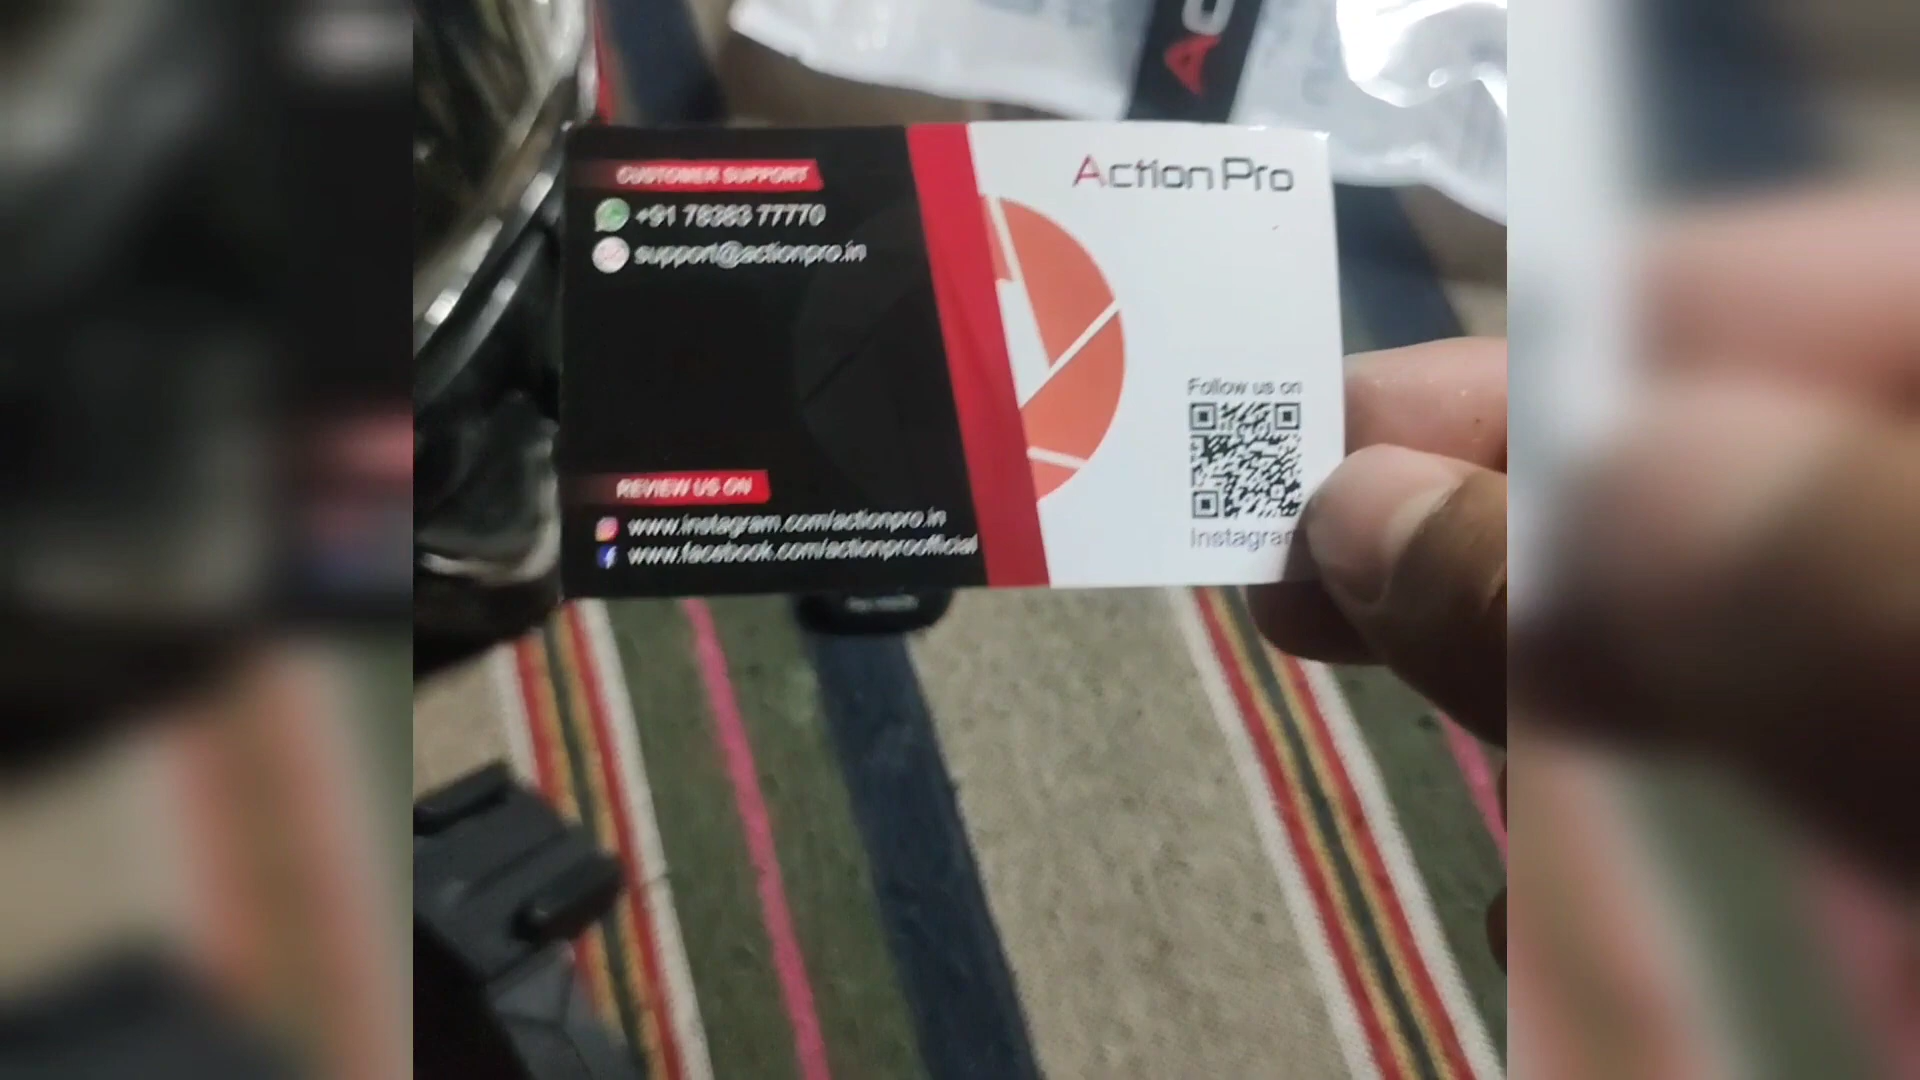 CUSTOMER SUPPORT
+91 78383 77770
support@actionpro.in
REVIEW US ON
www.instagram.com/actionpro.in
www.facebook.com/actionproofficial
Action Pro
Follow us on
Instagram